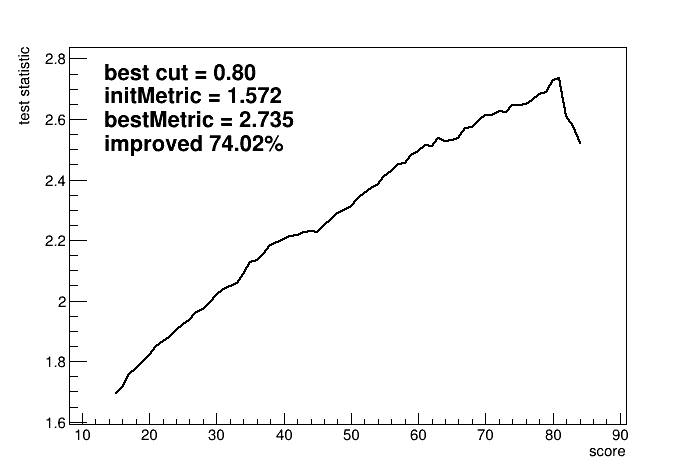 test statistic
2.8
2.6
2.4
2.2
2
1.8
1.6
best cut = 0.80
initMetric = 1.572
bestMetric = 2.735
improved 74.02%
10 20 30 40 50 60 70 80 90
score